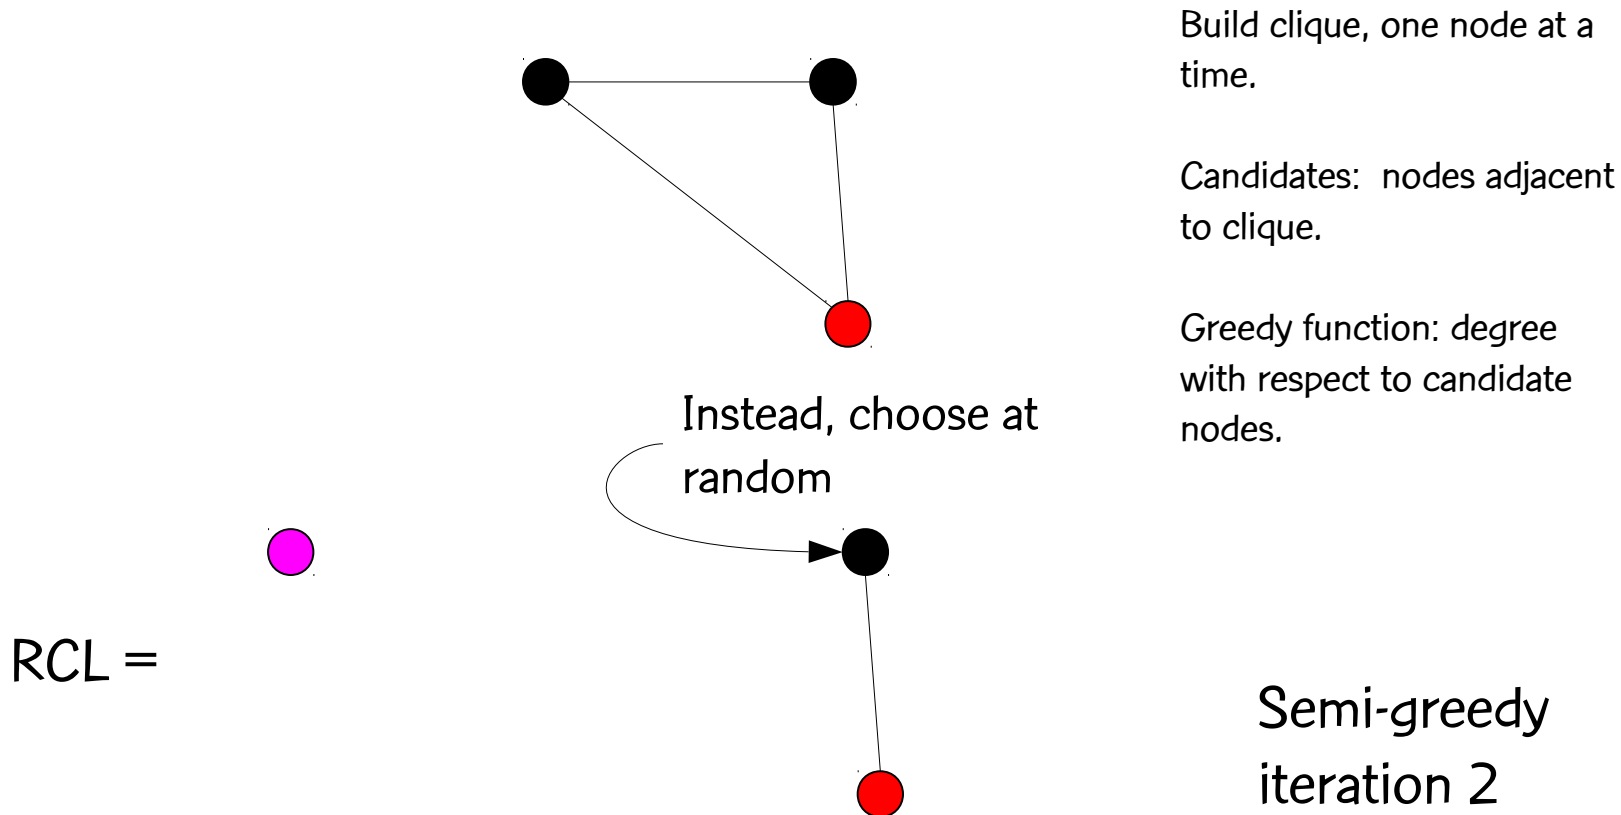 Build clique, one node at a
time.
Candidates: nodes adjacent
to clique.
Greedy function: degree
with respect to candidate
nodes.
Instead, choose at
random
RCL =
Semi-greedy
iteration 2